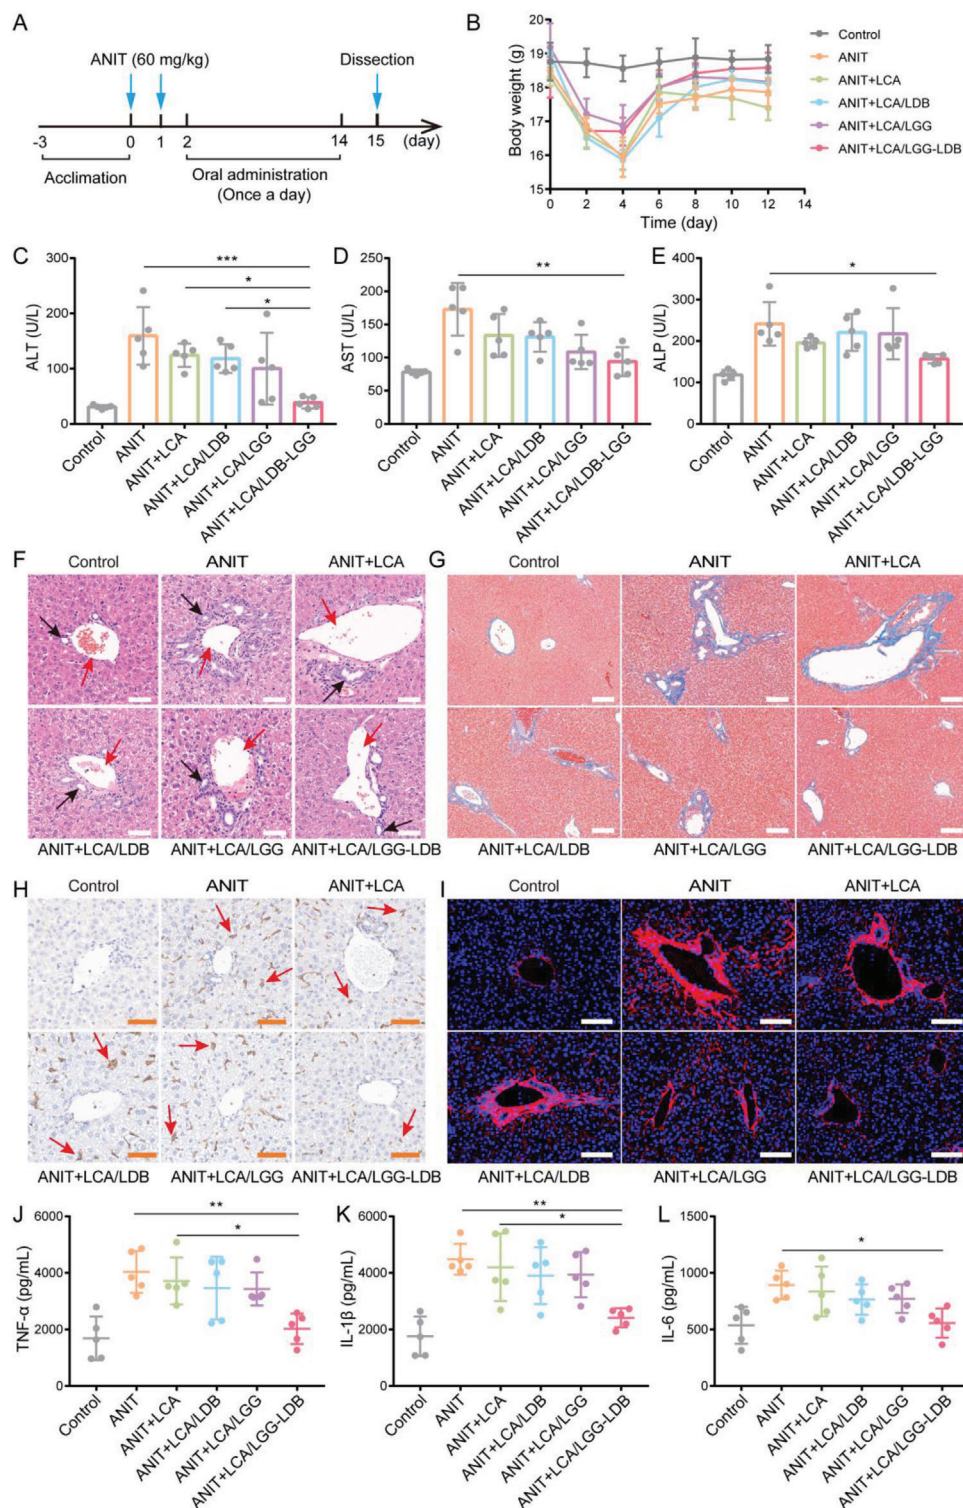 A
ANIT (60 mg/kg)
Dissection
-3
0
1
2
14
15
(day)
Acclimation
Oral administration
(Once a day)
B
Body weight (g)
20
19
18
17
16
15
0
2
4
6
8
10
12
14
Time (day)
Control
ANIT
ANIT+LCA
ANIT+LCA/LDB
ANIT+LCA/LGG
ANIT+LCA/LGG-LDB
C
ALT (U/L)
300
200
100
0
***
*
*
Control
ANIT
ANIT+LCA
ANIT+LCA/LDB
ANIT+LCA/LGG
ANIT+LCA/LDB-LGG
D
AST (U/L)
250
200
150
100
50
0
**
Control
ANIT
ANIT+LCA
ANIT+LCA/LDB
ANIT+LCA/LGG
ANIT+LCA/LDB-LGG
E
ALP (U/L)
400
300
200
100
0
*
Control
ANIT
ANIT+LCA
ANIT+LCA/LDB
ANIT+LCA/LGG
ANIT+LCA/LDB-LGG
F
Control
ANIT
ANIT+LCA
ANIT+LCA/LDB
ANIT+LCA/LGG
ANIT+LCA/LGG-LDB
G
Control
ANIT
ANIT+LCA
ANIT+LCA/LDB
ANIT+LCA/LGG
ANIT+LCA/LGG-LDB
H
Control
ANIT
ANIT+LCA
ANIT+LCA/LDB
ANIT+LCA/LGG
ANIT+LCA/LGG-LDB
I
Control
ANIT
ANIT+LCA
ANIT+LCA/LDB
ANIT+LCA/LGG
ANIT+LCA/LGG-LDB
J
TNF-α (pg/mL)
6000
4000
2000
0
**
*
Control
ANIT
ANIT+LCA
ANIT+LCA/LDB
ANIT+LCA/LGG
ANIT+LCA/LGG-LDB
K
IL-1β (pg/mL)
6000
4000
2000
0
**
*
Control
ANIT
ANIT+LCA
ANIT+LCA/LDB
ANIT+LCA/LGG
ANIT+LCA/LGG-LDB
L
IL-6 (pg/mL)
1500
1000
500
0
*
Control
ANIT
ANIT+LCA
ANIT+LCA/LDB
ANIT+LCA/LGG
ANIT+LCA/LGG-LDB